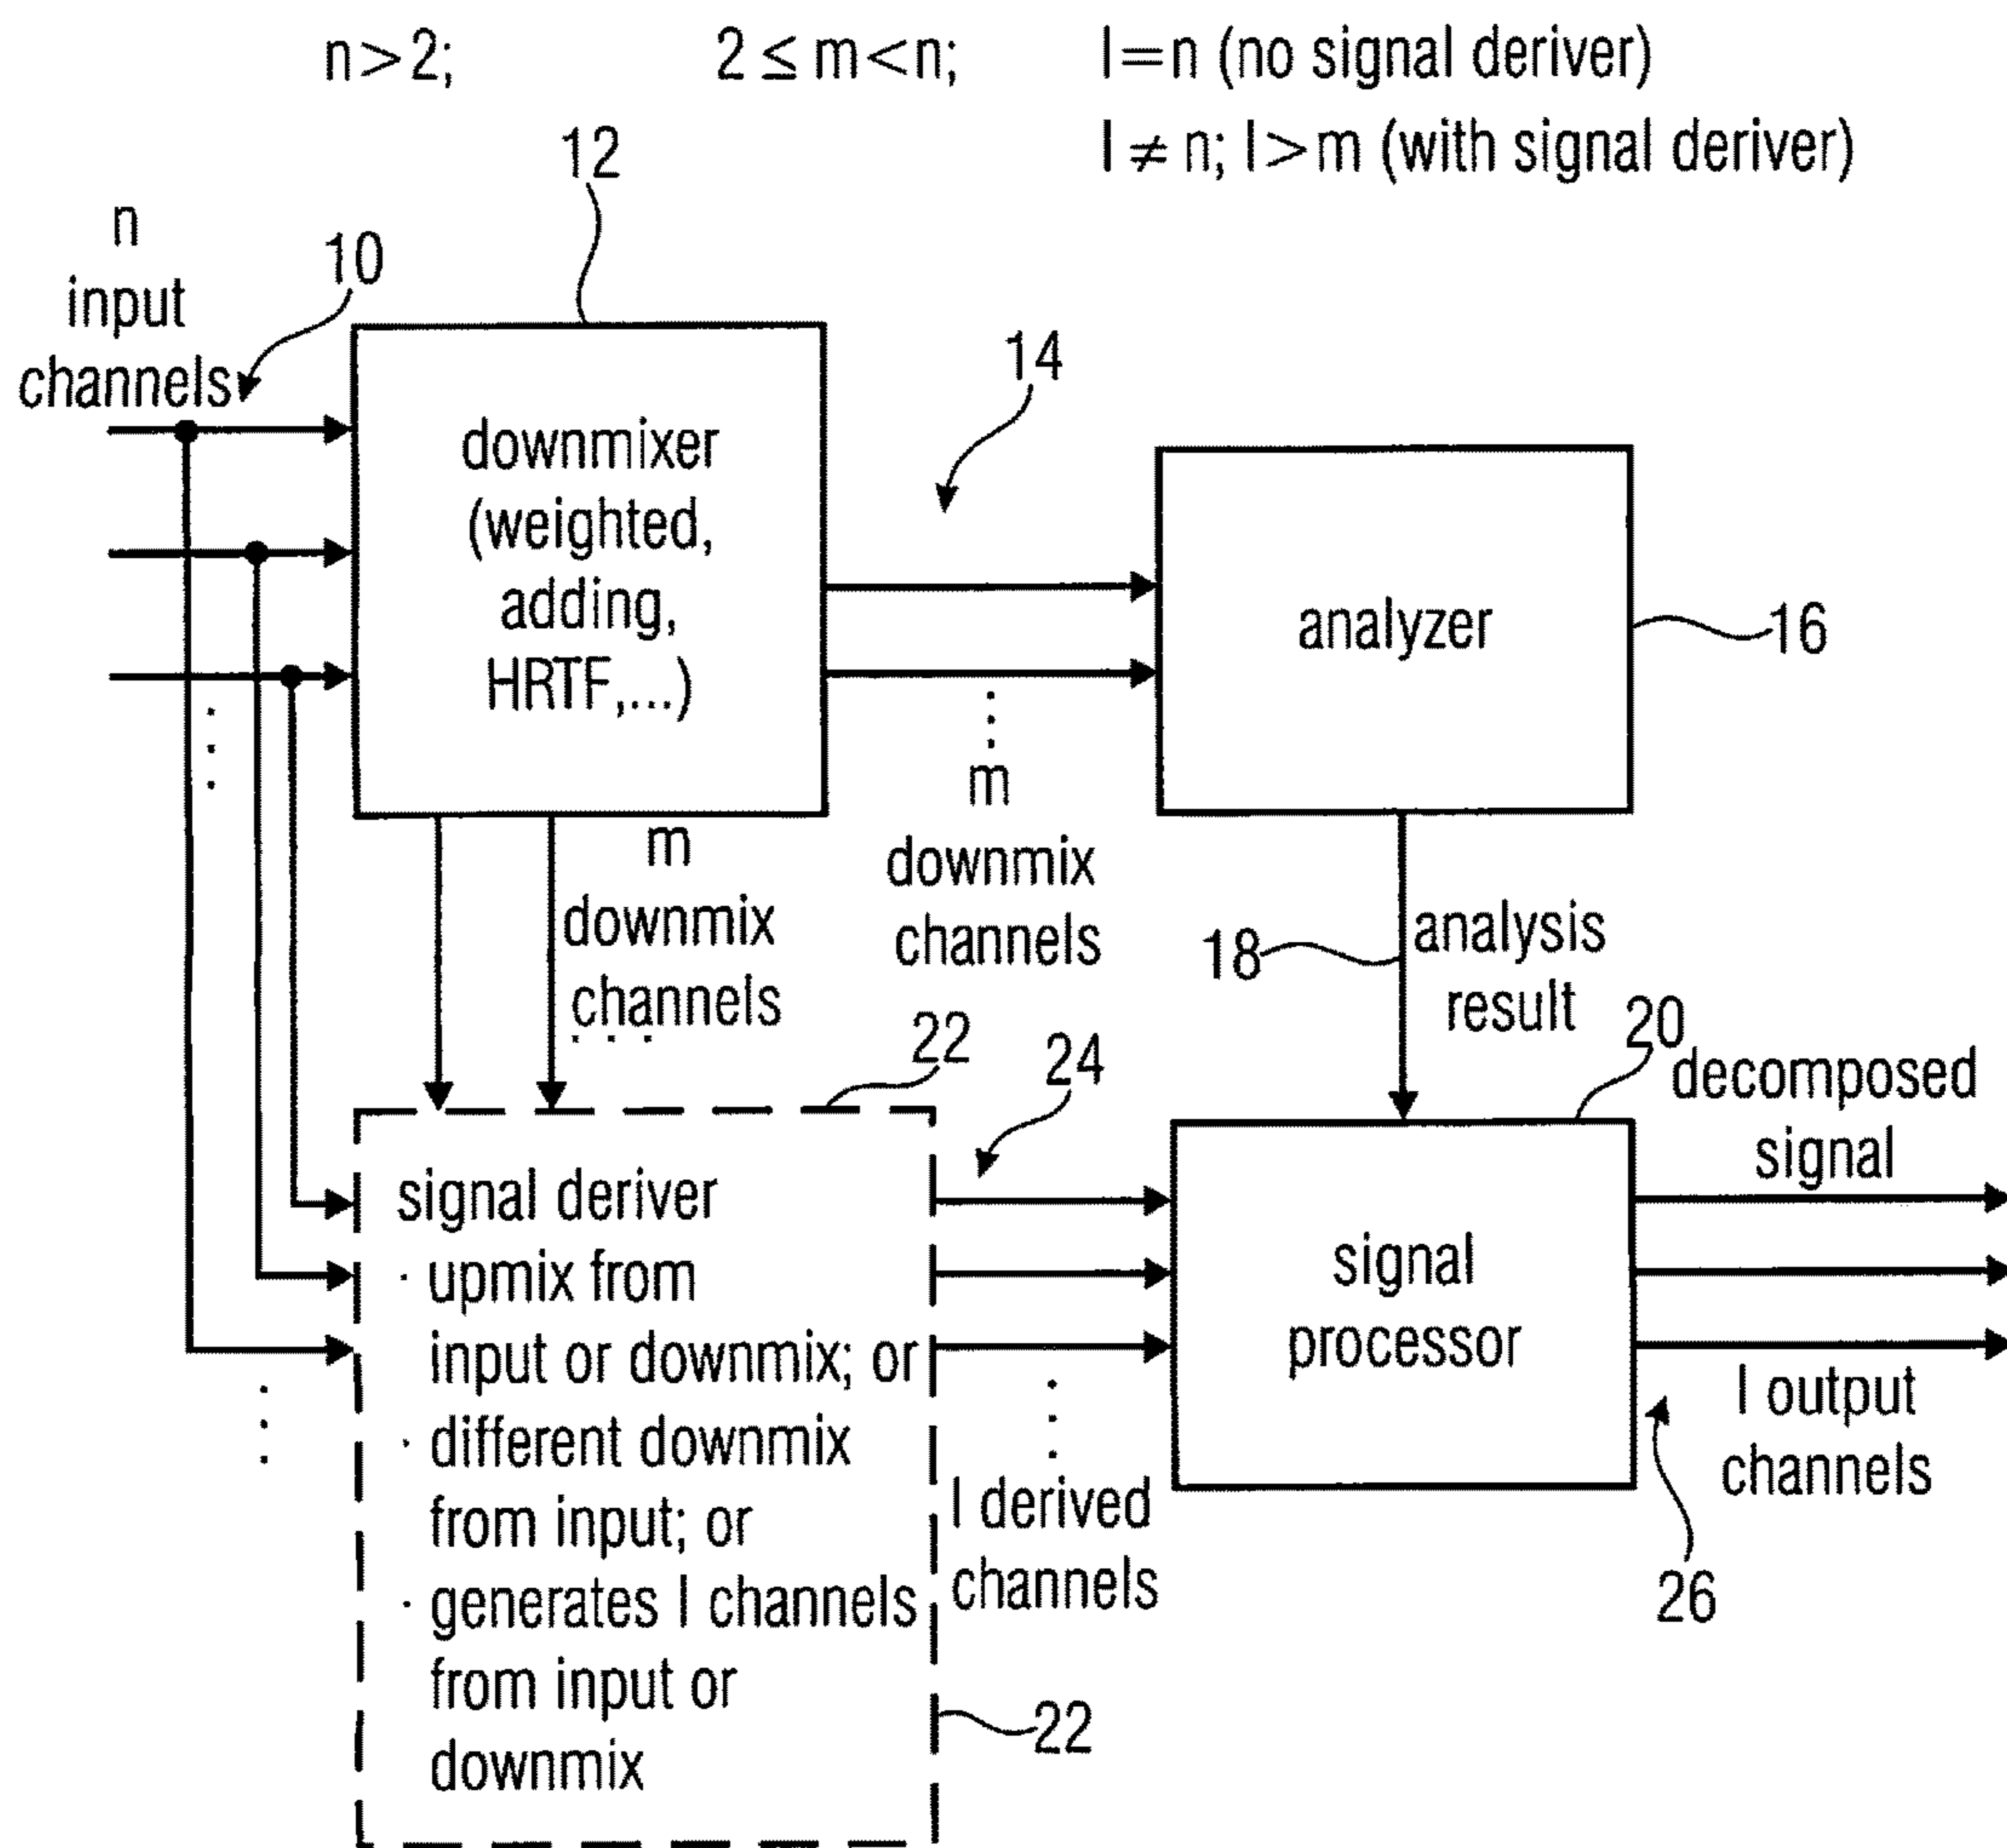 n>2; 2 ≤ m<n; l=n (no signal deriver)
l ≠ n; l>m (with signal deriver)
12
n
input
channels
10
downmixer
(weighted,
adding,
HRTF,...)
14
analyzer
16
m
downmix
channels
m
downmix
channels
18
analysis
result
22
24
20
decomposed
signal
signal deriver
· upmix from
input or downmix; or
· different downmix
from input; or
· generates l channels
from input or
downmix
signal
processor
l derived
channels
l output
channels
26
22